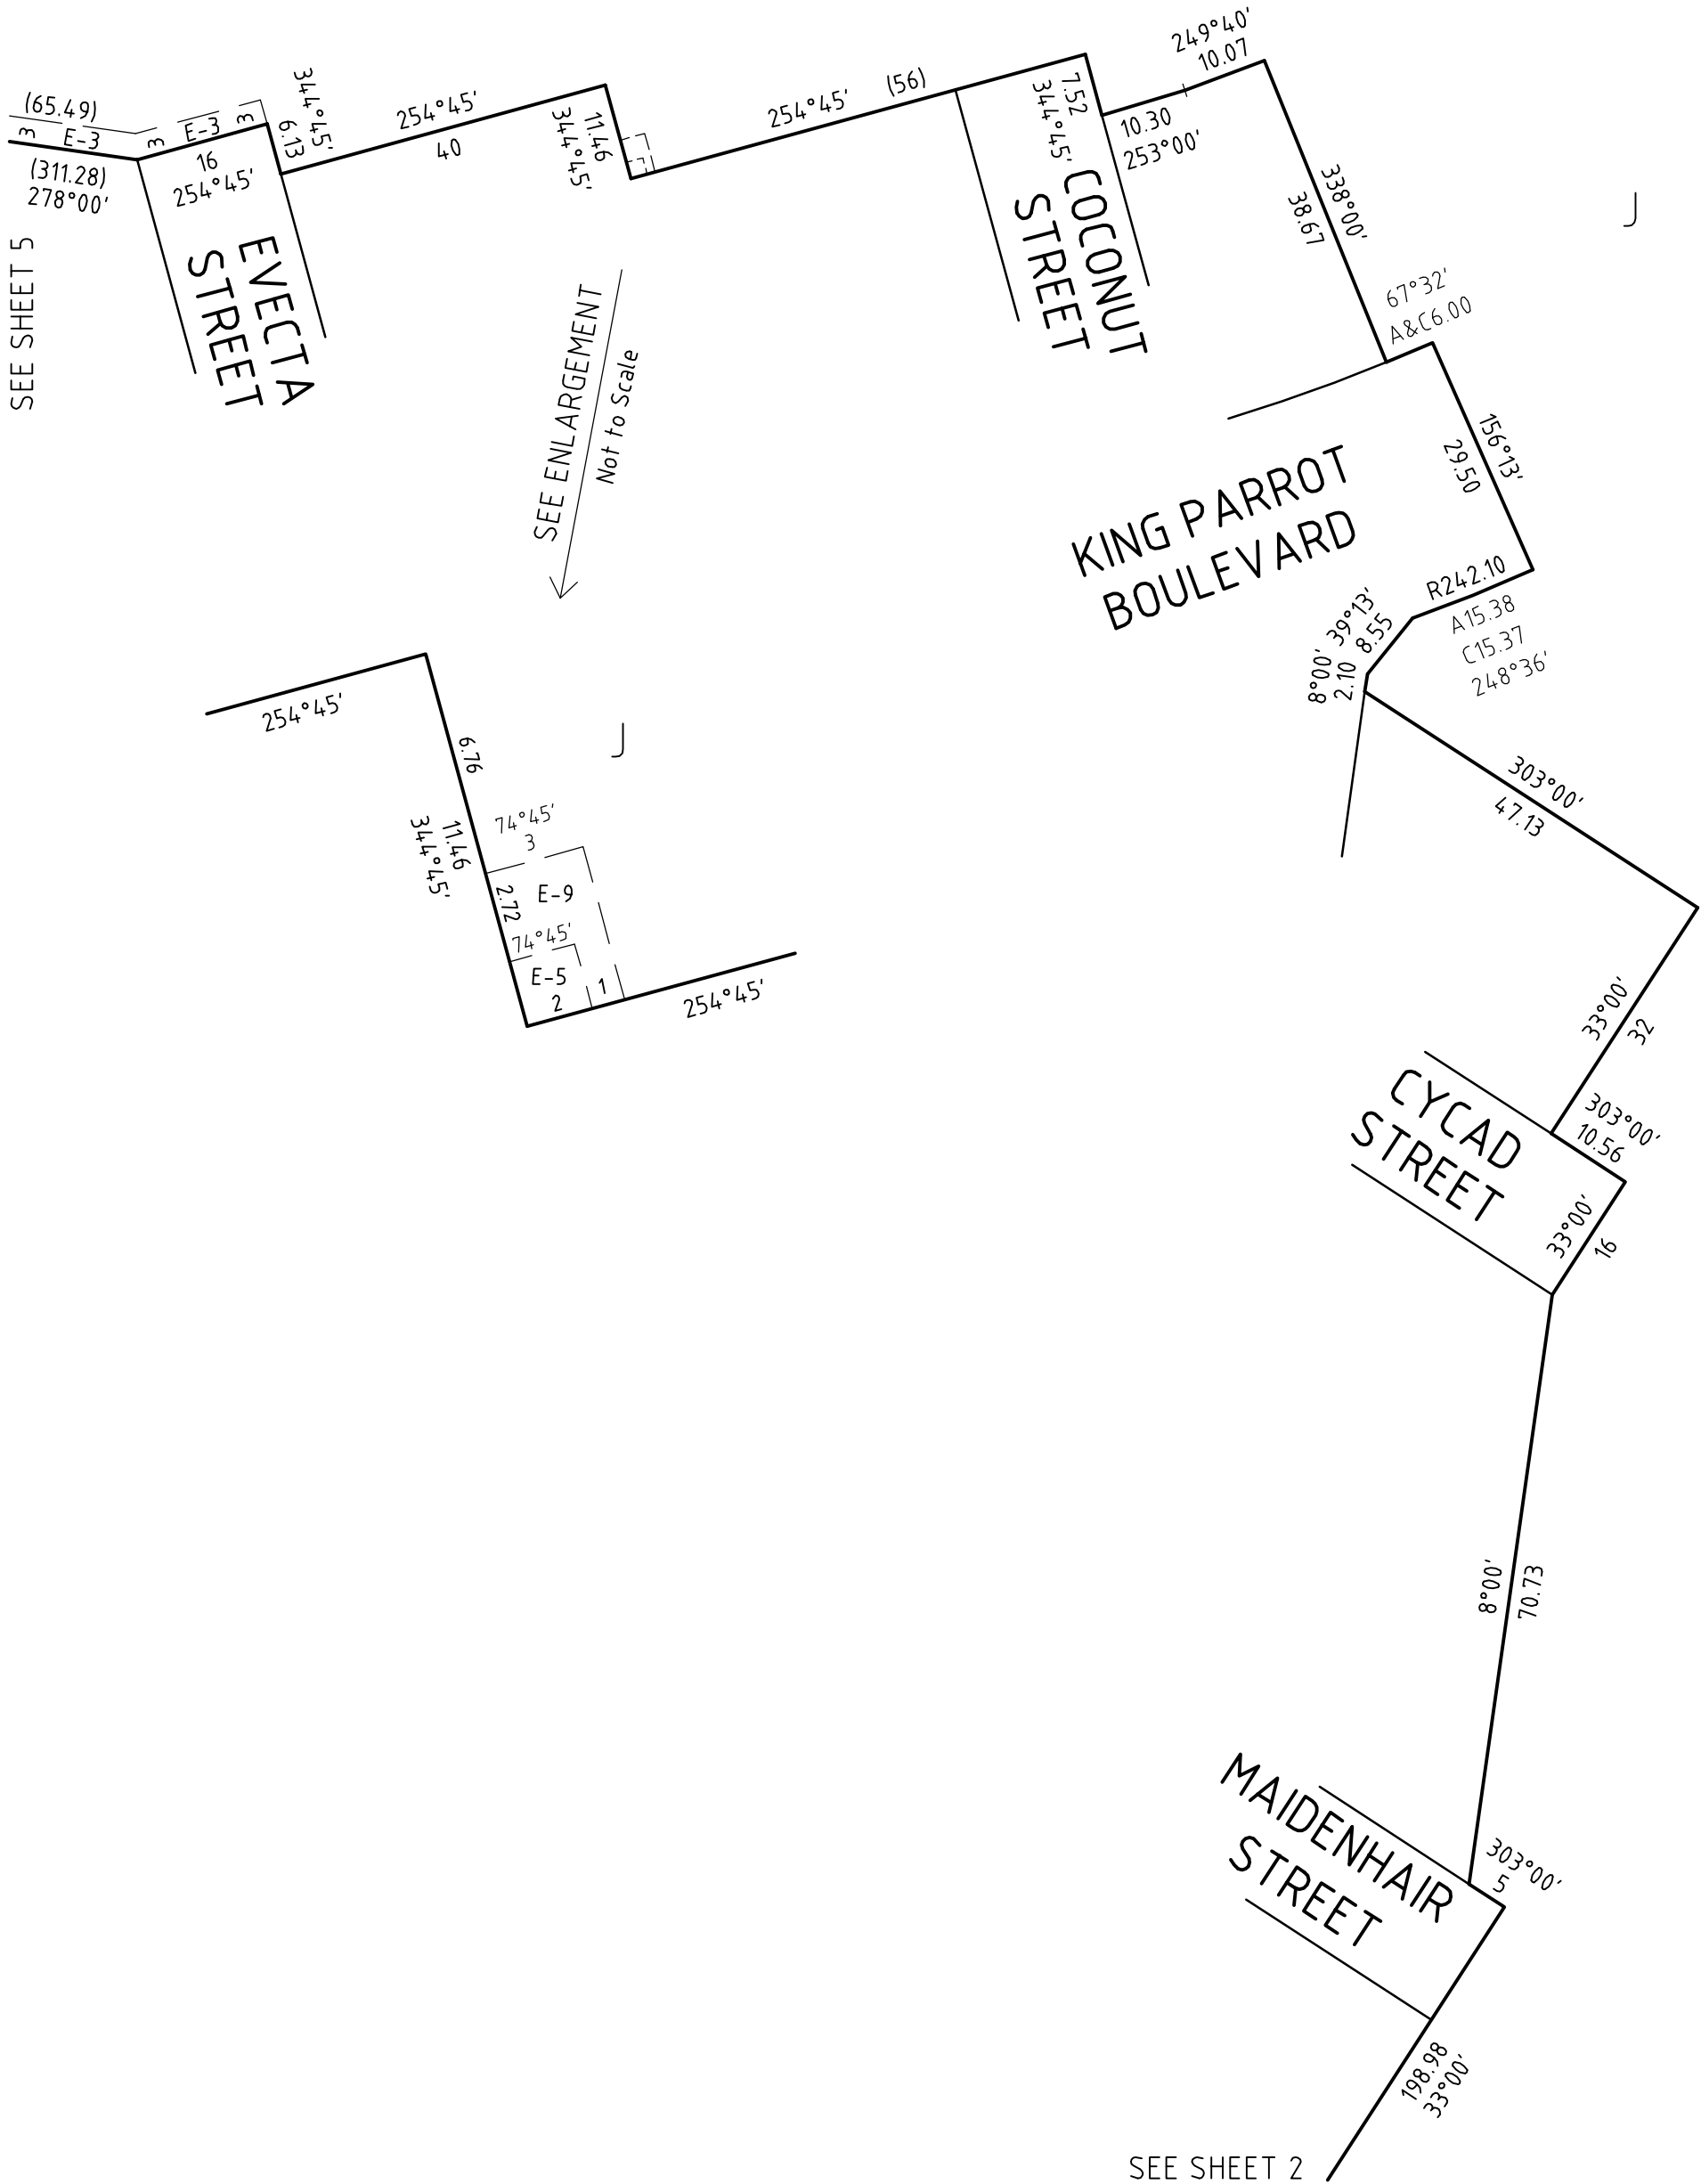 249°40'
10.07
(65.49)
3
E-3
3
E-3
3
344°45'
6.13
254°45'
40
11.46
344°45'
254°45'
(56)
7.52
344°45'
10.30
253°00'
16
254°45'
(311.28)
278°00'
SEE SHEET 5
EVECTA
STREET
COCONUT
STREET
338°00'
38.67
J
67°32'
A&C6.00
SEE ENLARGEMENT
Not to Scale
156°13'
29.50
KING PARROT
BOULEVARD
R242.10
A15.38
C15.37
248°36'
39°13'
8.55
8°00'
2.10
254°45'
6.76
J
11.46
344°45'
74°45'
3
E-9
2.72
74°45'
E-5
2
1
254°45'
303°00'
47.13
33°00'
32
CYCAD
STREET
303°00'
10.56
33°00'
16
8°00'
70.73
MAIDENHAIR
STREET
303°00'
5
198.98
33°00'
SEE SHEET 2